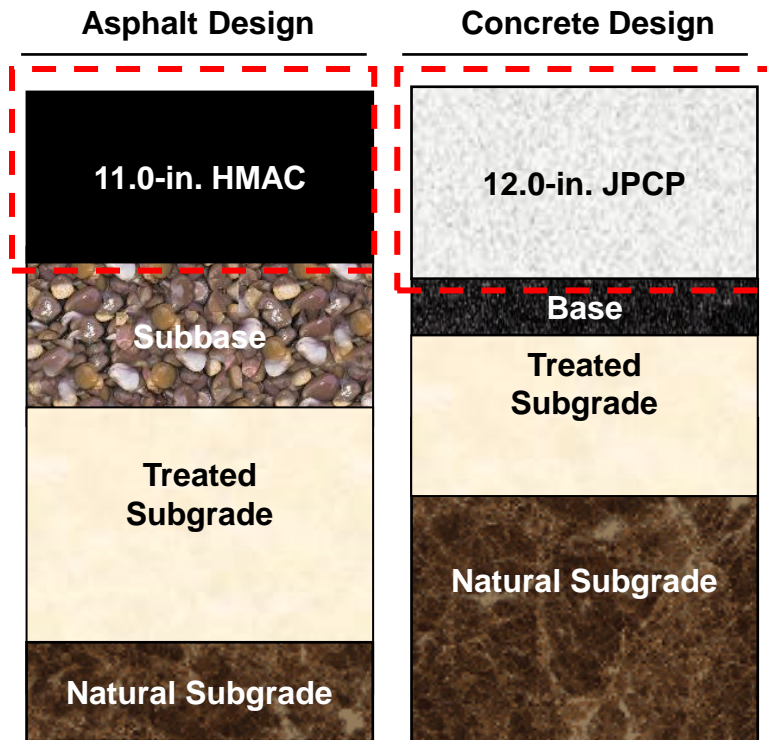 Asphalt Design
Concrete Design
11.0-in. HMAC
Subbase
Treated
Subgrade
Natural Subgrade
12.0-in. JPCP
Base
Treated
Subgrade
Natural Subgrade